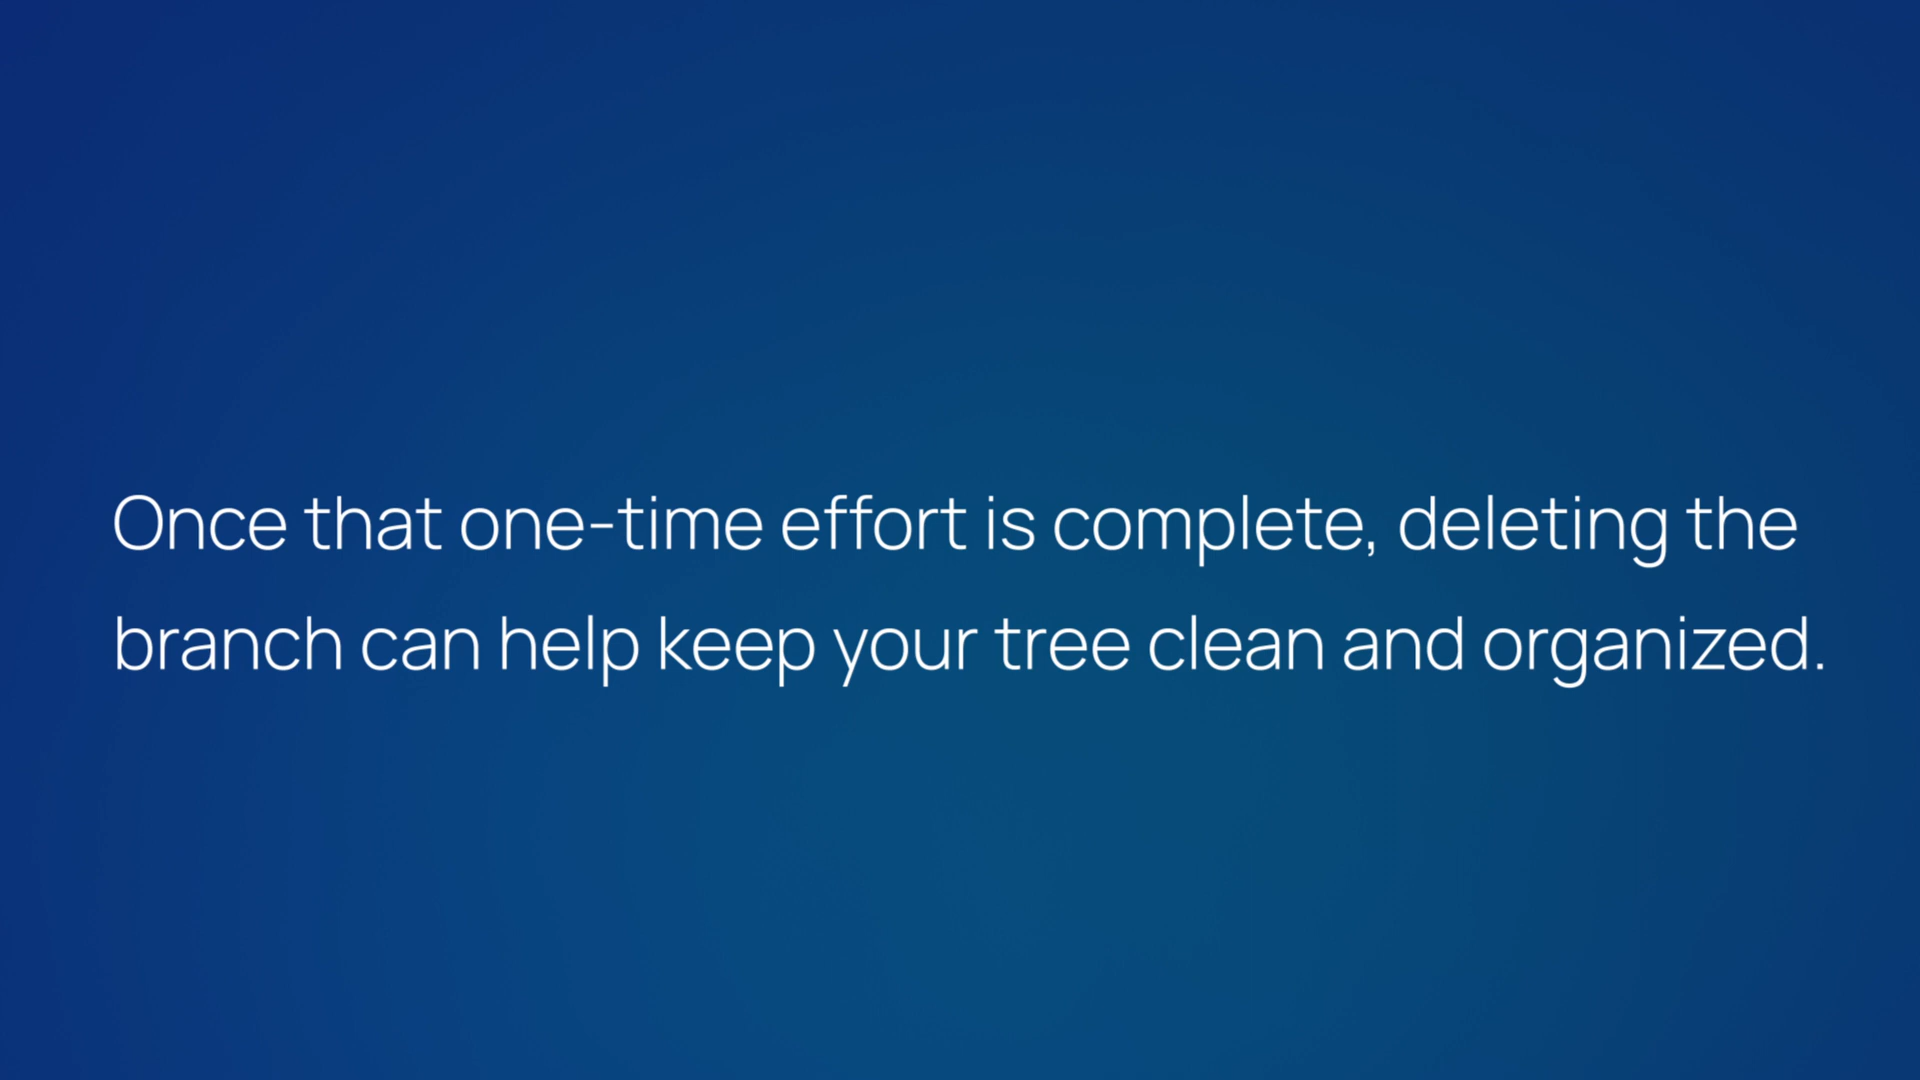 Once that one-time effort is complete, deleting the
branch can help keep your tree clean and organized.